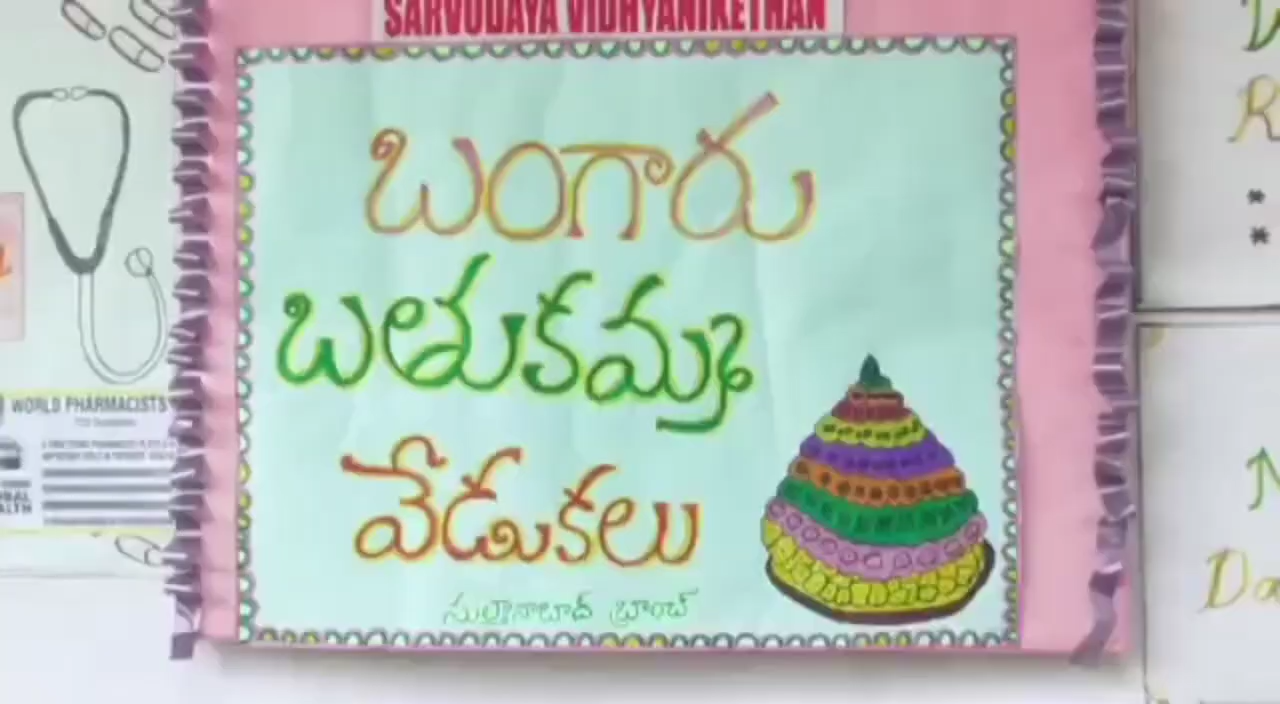 SARVODAYA VIDHYANIKETHAN
బంగారు
బతుకమ్మ
వేడుకలు
సుల్తానాబాద్ బ్రాంచ్
WORLD PHARMACISTS